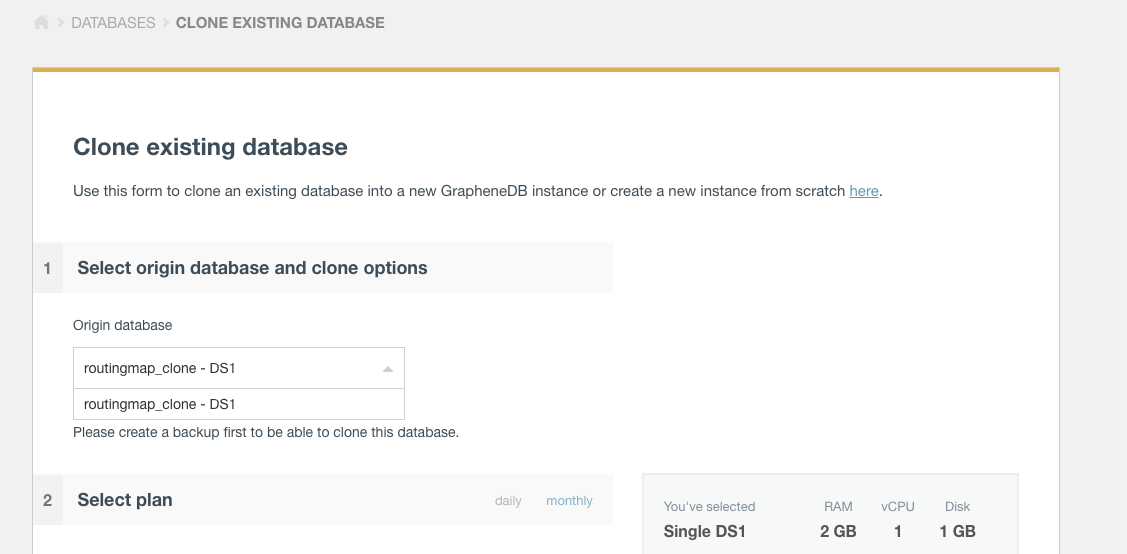 DATABASES CLONE EXISTING DATABASE
Clone existing database
Use this form to clone an existing database into a new GrapheneDB instance or create a new instance from scratch here.
1 Select origin database and clone options
Origin database
routingmap_clone - DS1
routingmap_clone - DS1
Please create a backup first to be able to clone this database.
2 Select plan daily monthly
You've selected RAM vCPU Disk
Single DS1 2 GB 1 1 GB